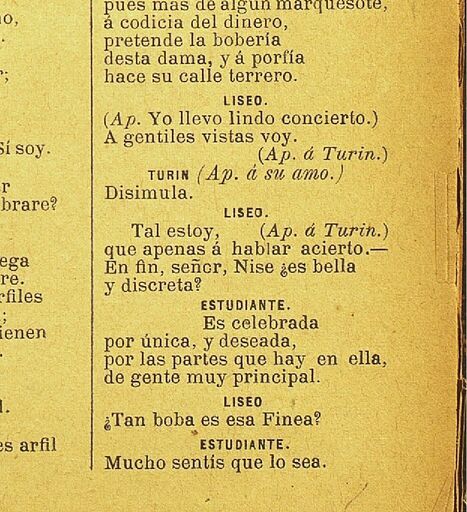 o,
.
;
Sí soy.
r
brare?
ega
re.
rfiles
;
ienen
.
l.
es arfil
pues mas de algun marquesote,
á codicia del dinero,
pretende la bobería
desta dama, y á porfía
hace su calle terrero.
LISEO.
(Ap. Yo llevo lindo concierto.)
A gentiles vistas voy.
(Ap. á Turin.)
TURIN (Ap. á su amo.)
Disimula.
LISEO.
Tal estoy, (Ap. á Turin.)
que apenas á hablar acierto.—
En fin, señor, Nise ¿es bella
y discreta?
ESTUDIANTE.
Es celebrada
por única, y deseada,
por las partes que hay en ella,
de gente muy principal.
LISEO
¿Tan boba es esa Finea?
ESTUDIANTE.
Mucho sentís que lo sea.